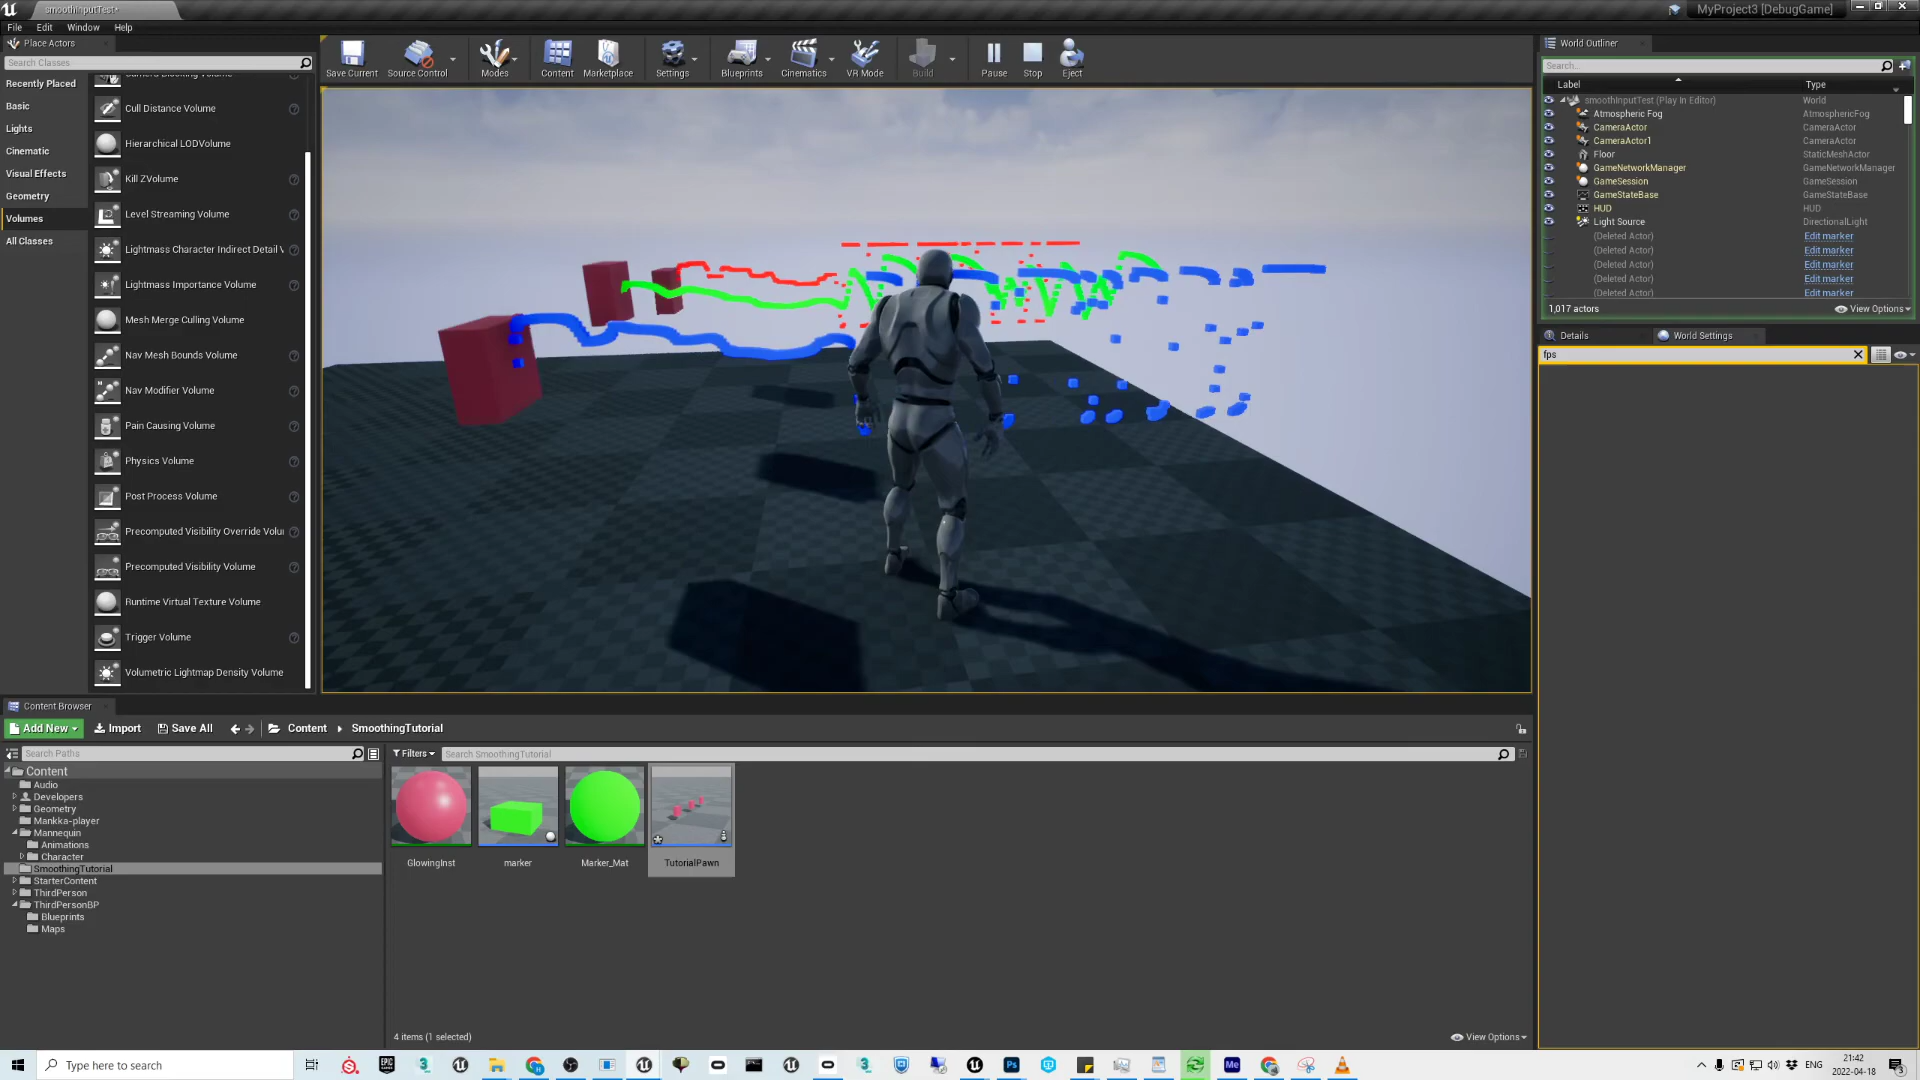 smoothInputTest*
MyProject3 [DebugGame]
File Edit Window Help
Place Actors
Search Classes
Recently Placed
Basic
Lights
Cinematic
Visual Effects
Geometry
Volumes
All Classes
Cull Distance Volume
Hierarchical LODVolume
Kill ZVolume
Level Streaming Volume
Lightmass Character Indirect Detail V
Lightmass Importance Volume
Mesh Merge Culling Volume
Nav Mesh Bounds Volume
Nav Modifier Volume
Pain Causing Volume
Physics Volume
Post Process Volume
Precomputed Visibility Override Volu
Precomputed Visibility Volume
Runtime Virtual Texture Volume
Trigger Volume
Volumetric Lightmap Density Volume
Save Current Source Control Modes Content Marketplace Settings Blueprints Cinematics VR Mode Build Pause Stop Eject
World Outliner
Search...
Label Type
smoothInputTest (Play In Editor) World
Atmospheric Fog AtmosphericFog
CameraActor CameraActor
CameraActor1 CameraActor
Floor StaticMeshActor
GameNetworkManager GameNetworkManager
GameSession GameSession
GameStateBase GameStateBase
HUD HUD
Light Source DirectionalLight
(Deleted Actor) Edit marker
(Deleted Actor) Edit marker
(Deleted Actor) Edit marker
(Deleted Actor) Edit marker
(Deleted Actor) Edit marker
1,017 actors View Options
Details World Settings
fps
Content Browser
Add New Import Save All Content SmoothingTutorial
Search Paths
Filters Search SmoothingTutorial
Content
Audio
Developers
Geometry
Mankka-player
Mannequin
Animations
Character
SmoothingTutorial
StarterContent
ThirdPerson
ThirdPersonBP
Blueprints
Maps
GlowingInst marker Marker_Mat TutorialPawn
4 items (1 selected) View Options
Type here to search
ENG
21:42
2022-04-18